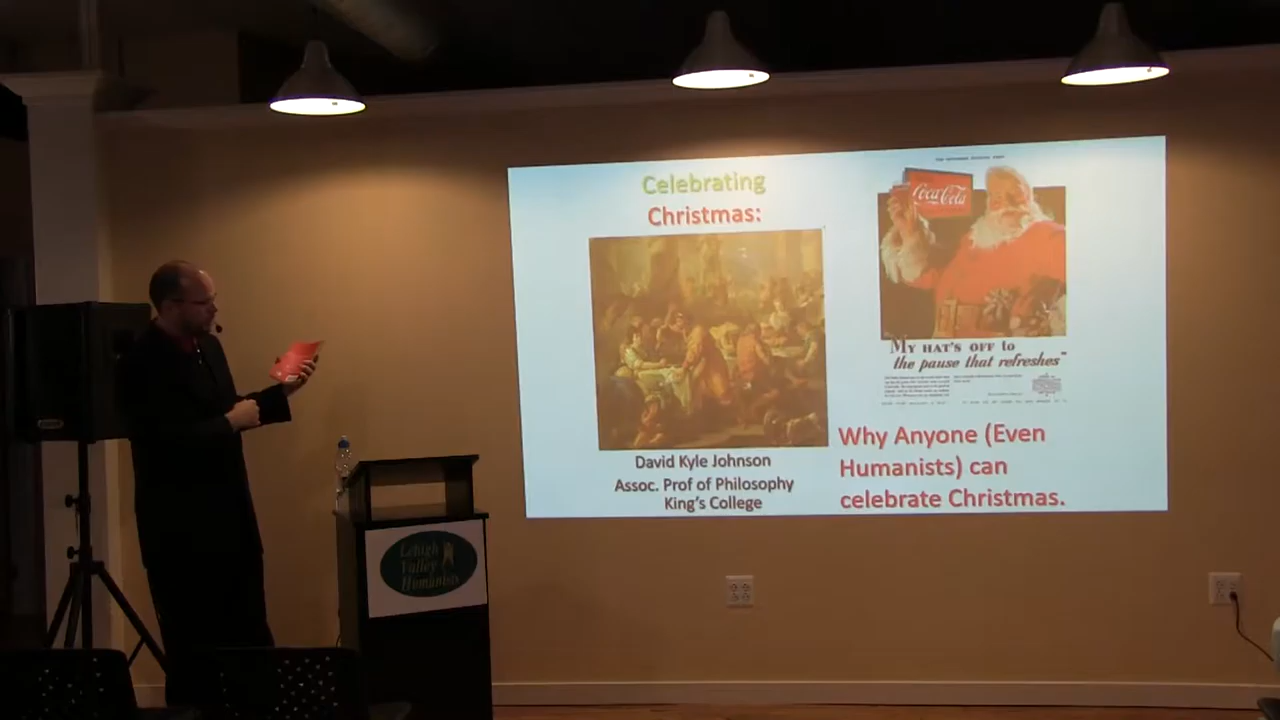 Celebrating
Christmas:
David Kyle Johnson
Assoc. Prof of Philosophy
King's College
Coca-Cola
My hat's off to
the pause that refreshes"
Why Anyone (Even
Humanists) can
celebrate Christmas.
Lehigh
Valley
Humanists